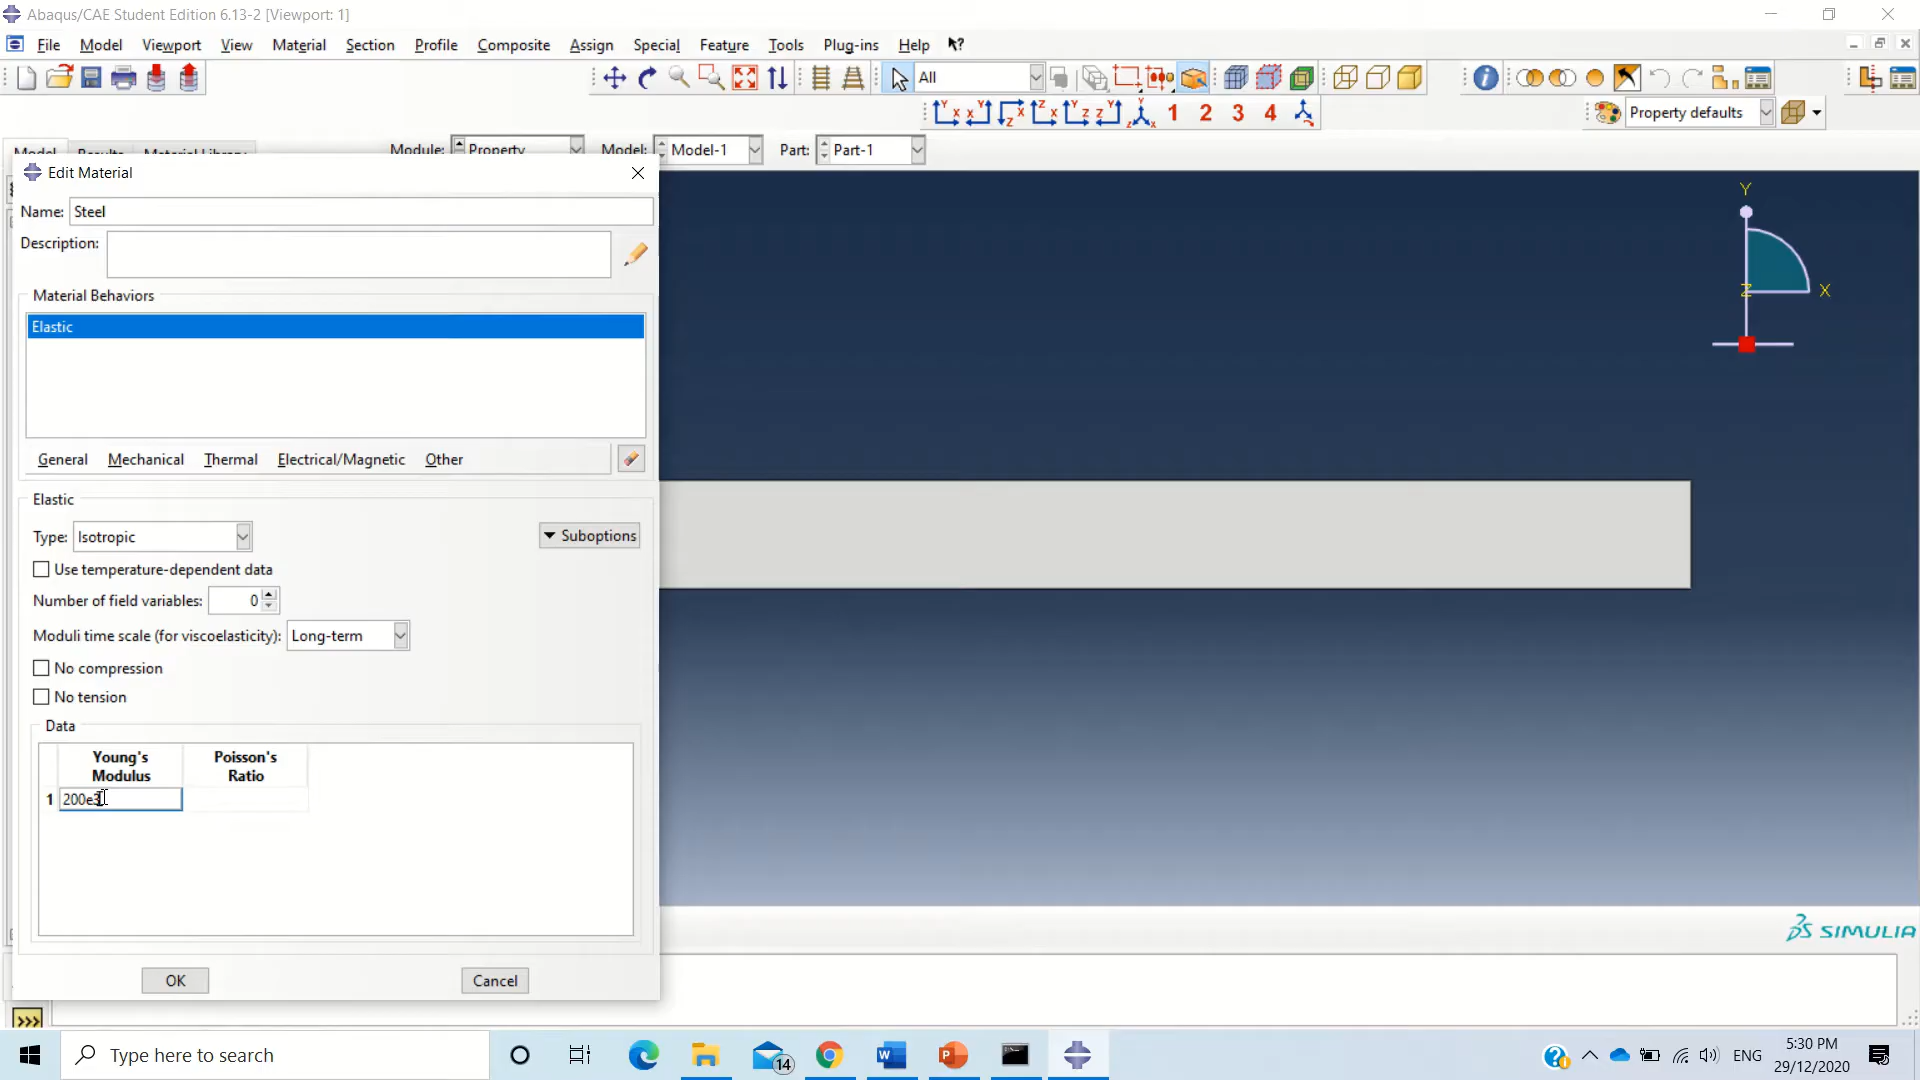 Abaqus/CAE Student Edition 6.13-2 [Viewport: 1]
File Model Viewport View Material Section Profile Composite Assign Special Feature Tools Plug-ins Help
All
1 2 3 4
Property defaults
Model Results Material Library
Module: Property Model: Model-1 Part: Part-1
Edit Material
Name: Steel
Description:
Material Behaviors
Elastic
General Mechanical Thermal Electrical/Magnetic Other
Elastic
Type: Isotropic
Suboptions
Use temperature-dependent data
Number of field variables: 0
Moduli time scale (for viscoelasticity): Long-term
No compression
No tension
Data
Young's Modulus
Poisson's Ratio
1 200e3
OK Cancel
Y
Z X
SIMULIA
>>>
Type here to search
14
ENG
5:30 PM
29/12/2020